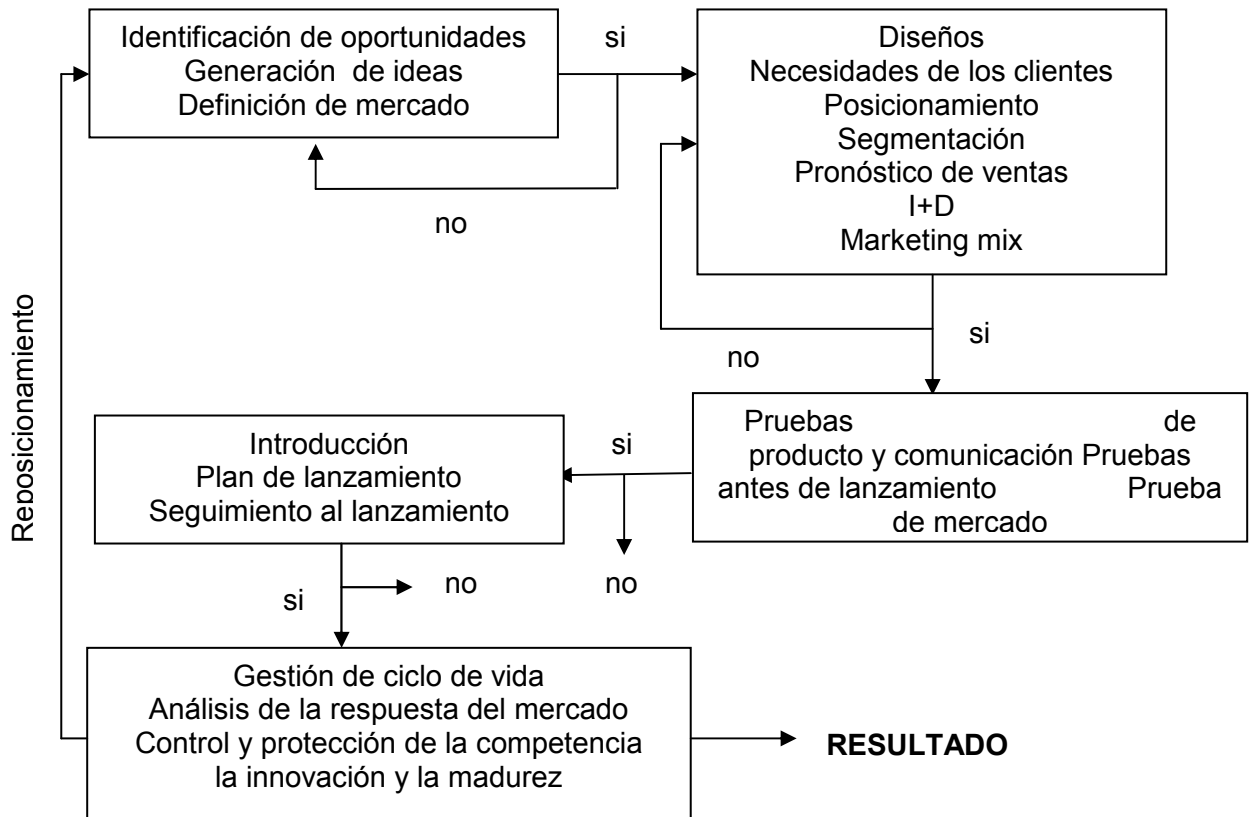 Identificación de oportunidades
Generación de ideas
Definición de mercado
si
no
Diseños
Necesidades de los clientes
Posicionamiento
Segmentación
Pronóstico de ventas
I+D
Marketing mix
si
no
Pruebas de
producto y comunicación Pruebas
antes de lanzamiento Prueba
de mercado
si
no
Introducción
Plan de lanzamiento
Seguimiento al lanzamiento
no
si
Gestión de ciclo de vida
Análisis de la respuesta del mercado
Control y protección de la competencia
la innovación y la madurez
RESULTADO
Reposicionamiento